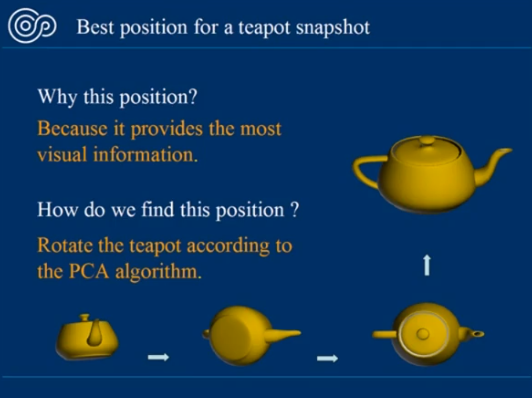 Best position for a teapot snapshot
Why this position?
Because it provides the most
visual information.
How do we find this position ?
Rotate the teapot according to
the PCA algorithm.